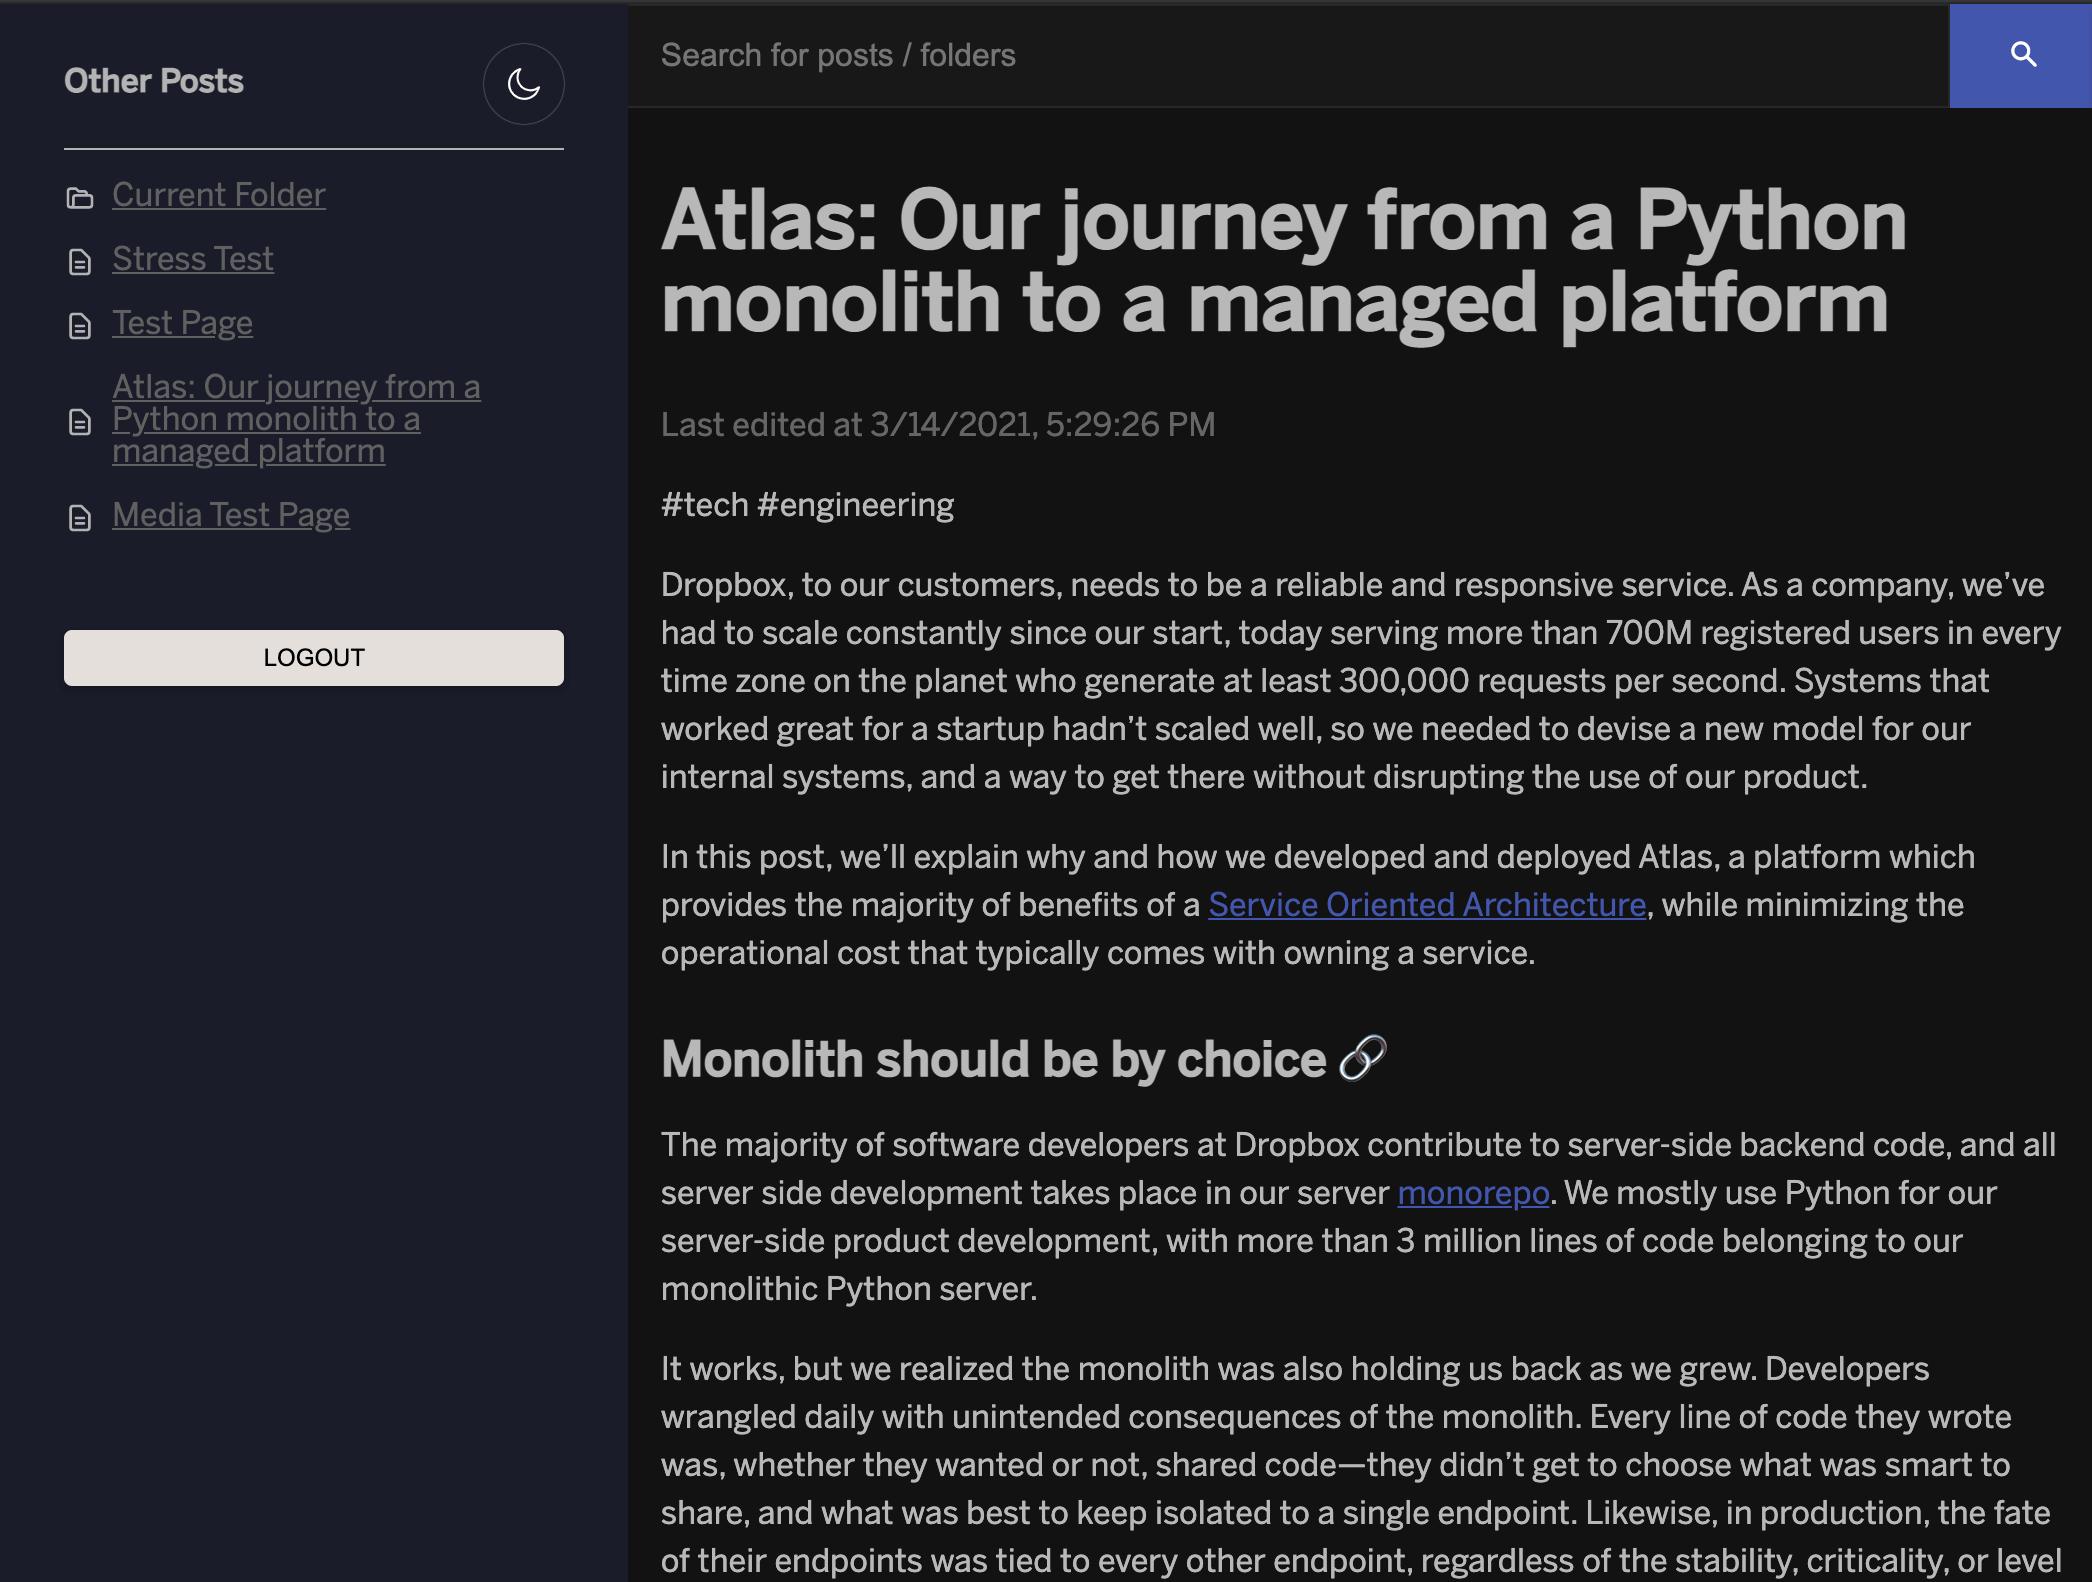 Other Posts
Current Folder
Stress Test
Test Page
Atlas: Our journey from a
Python monolith to a
managed platform
Media Test Page
LOGOUT
Search for posts / folders
Atlas: Our journey from a Python
monolith to a managed platform
Last edited at 3/14/2021, 5:29:26 PM
#tech #engineering
Dropbox, to our customers, needs to be a reliable and responsive service. As a company, we’ve
had to scale constantly since our start, today serving more than 700M registered users in every
time zone on the planet who generate at least 300,000 requests per second. Systems that
worked great for a startup hadn’t scaled well, so we needed to devise a new model for our
internal systems, and a way to get there without disrupting the use of our product.
In this post, we’ll explain why and how we developed and deployed Atlas, a platform which
provides the majority of benefits of a Service Oriented Architecture, while minimizing the
operational cost that typically comes with owning a service.
Monolith should be by choice 🔗
The majority of software developers at Dropbox contribute to server-side backend code, and all
server side development takes place in our server monorepo. We mostly use Python for our
server-side product development, with more than 3 million lines of code belonging to our
monolithic Python server.
It works, but we realized the monolith was also holding us back as we grew. Developers
wrangled daily with unintended consequences of the monolith. Every line of code they wrote
was, whether they wanted or not, shared code—they didn’t get to choose what was smart to
share, and what was best to keep isolated to a single endpoint. Likewise, in production, the fate
of their endpoints was tied to every other endpoint, regardless of the stability, criticality, or level